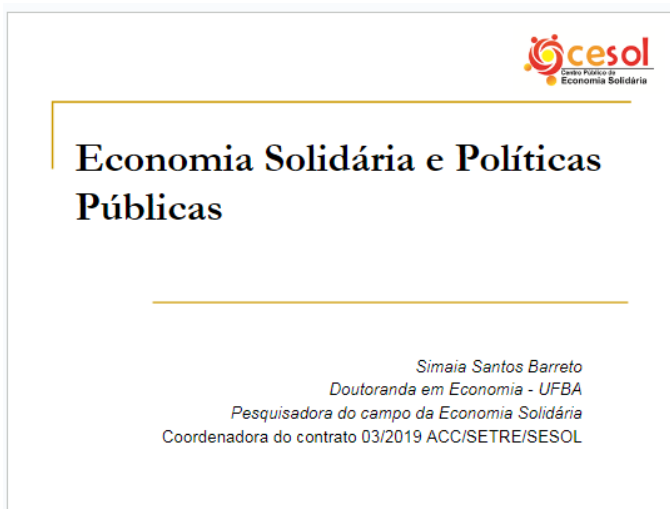 cesol
Centro Público de
Economia Solidária
Economia Solidária e Políticas
Públicas
Simaia Santos Barreto
Doutoranda em Economia - UFBA
Pesquisadora do campo da Economia Solidária
Coordenadora do contrato 03/2019 ACC/SETRE/SESOL